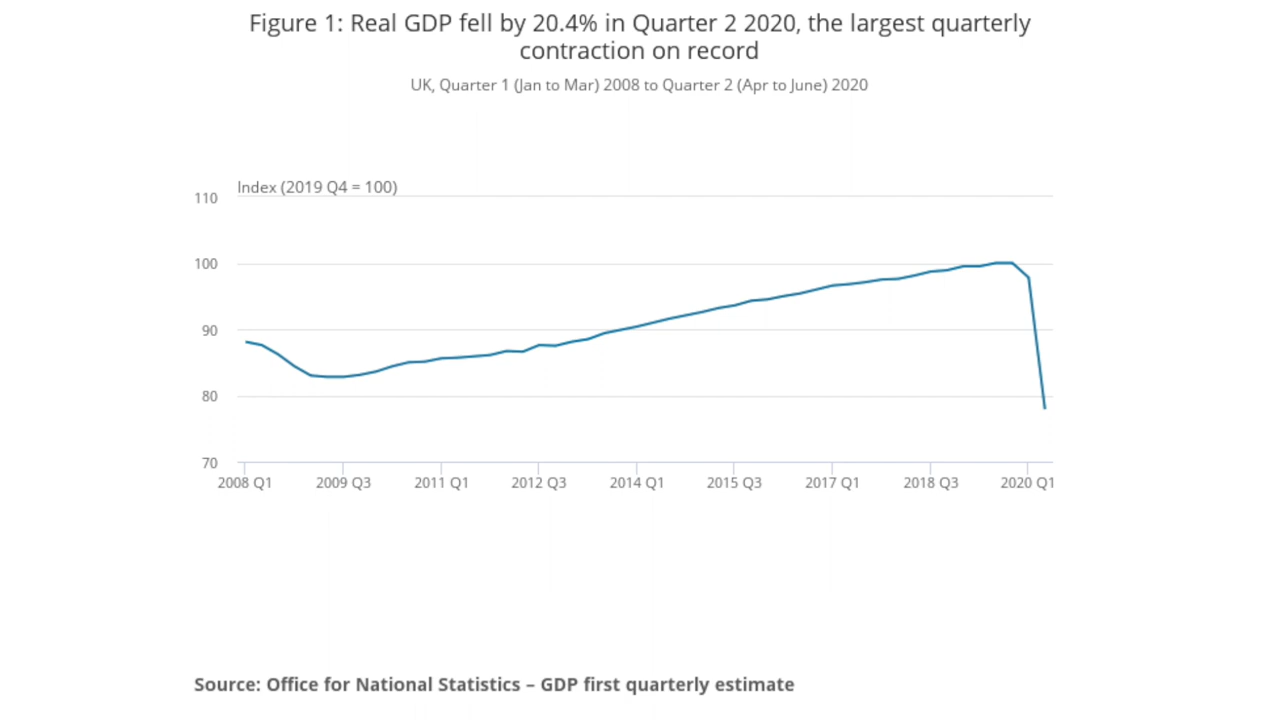 Figure 1: Real GDP fell by 20.4% in Quarter 2 2020, the largest quarterly
contraction on record
UK, Quarter 1 (Jan to Mar) 2008 to Quarter 2 (Apr to June) 2020
Index (2019 Q4 = 100)
110
100
90
80
70
2008 Q1 2009 Q3 2011 Q1 2012 Q3 2014 Q1 2015 Q3 2017 Q1 2018 Q3 2020 Q1
Source: Office for National Statistics – GDP first quarterly estimate